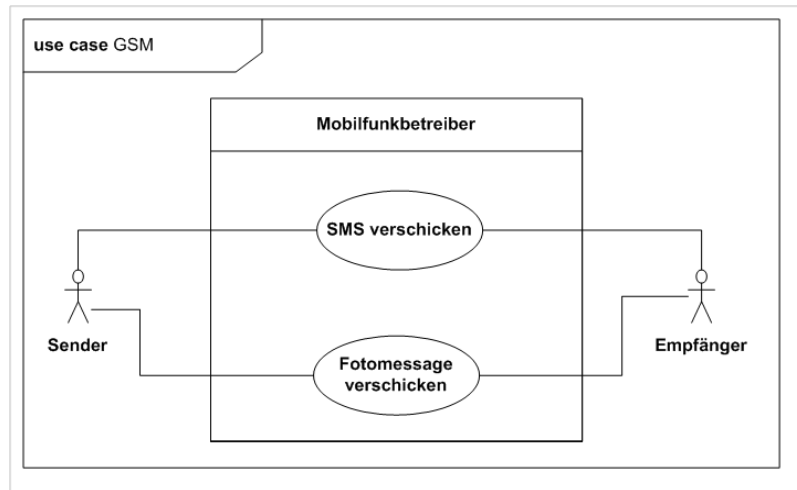 use case GSM
Mobilfunkbetreiber
SMS verschicken
Sender
Empfänger
Fotomessage
verschicken